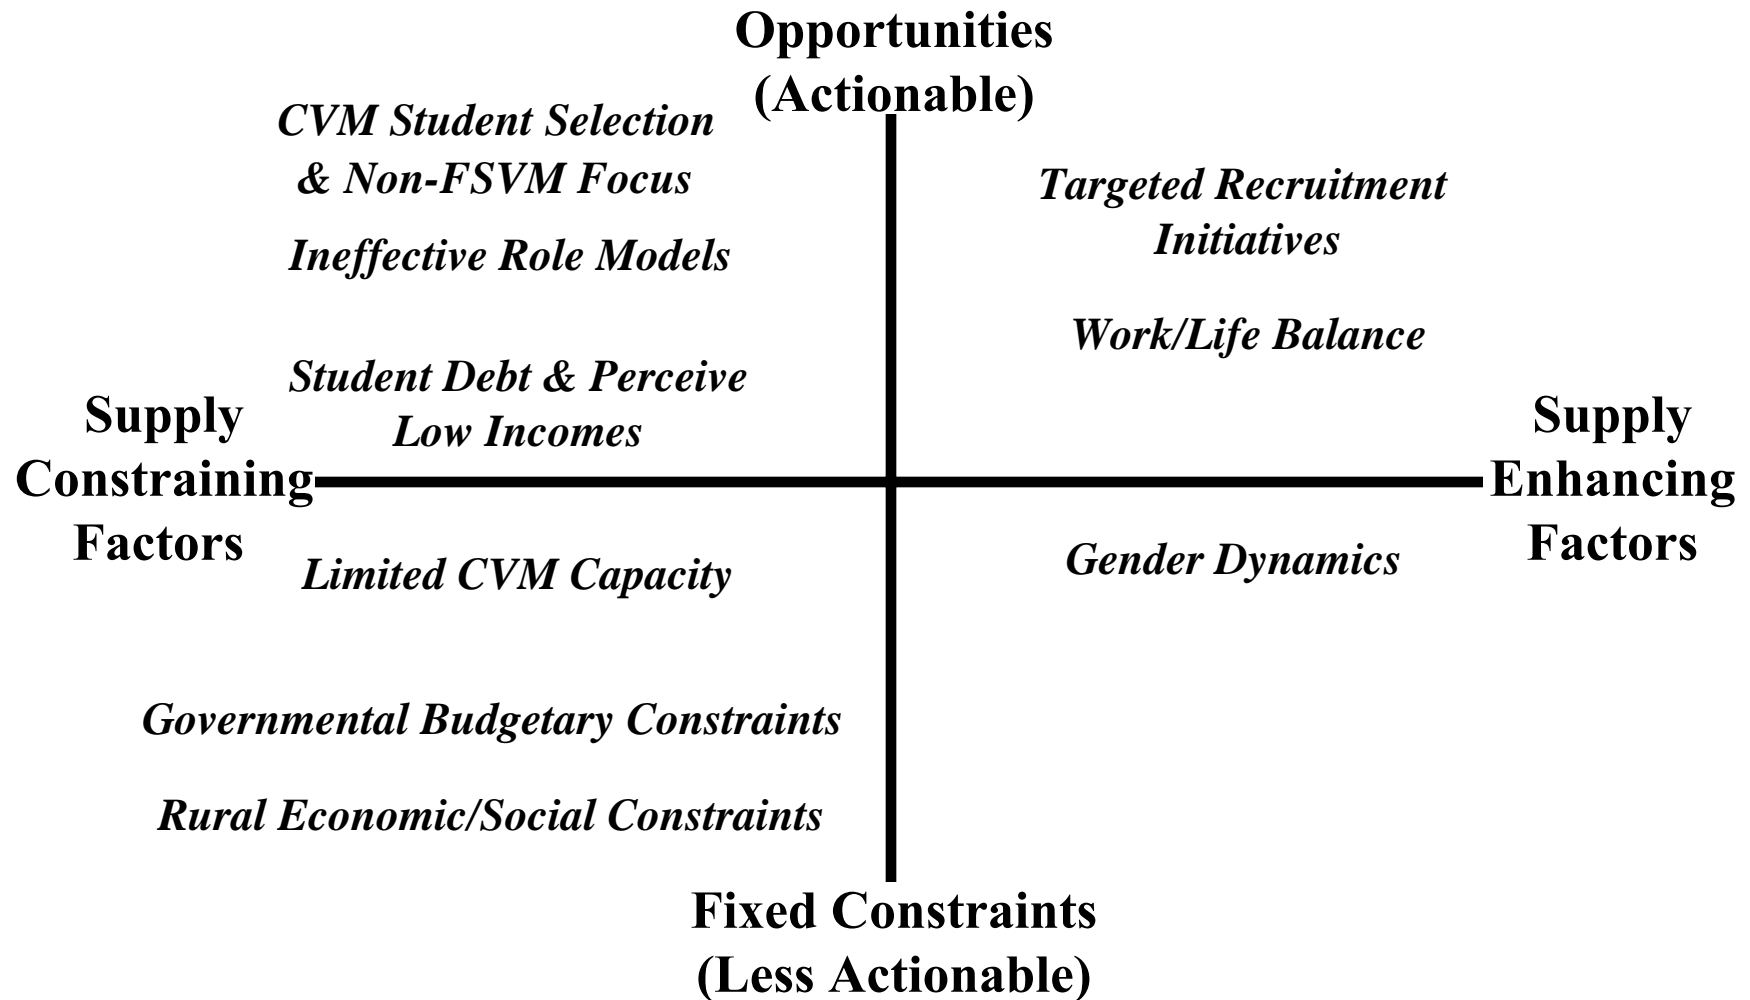 Opportunities
(Actionable)
CVM Student Selection
& Non-FSVM Focus
Ineffective Role Models
Student Debt & Perceive
Low Incomes
Targeted Recruitment
Initiatives
Work/Life Balance
Supply
Constraining
Factors
Supply
Enhancing
Factors
Limited CVM Capacity
Governmental Budgetary Constraints
Rural Economic/Social Constraints
Gender Dynamics
Fixed Constraints
(Less Actionable)